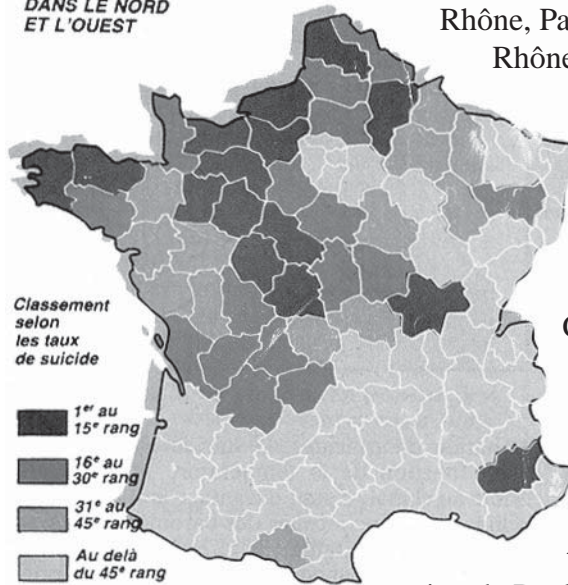 DANS LE NORD
ET L'OUEST
Rhône, Pa
Rhône
Classement
selon
les taux
de suicide
1er au
15e rang
16e au
30e rang
31e au
45e rang
Au delà
du 45e rang